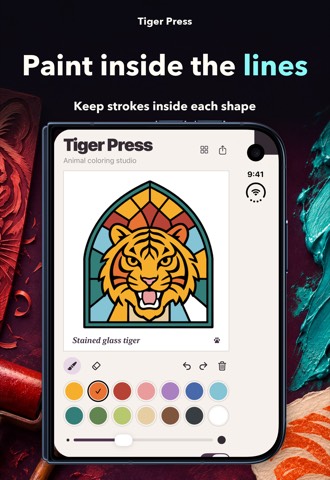 Tiger Press
Paint inside the lines
Keep strokes inside each shape
Tiger Press
Animal coloring studio
9:41
Stained glass tiger